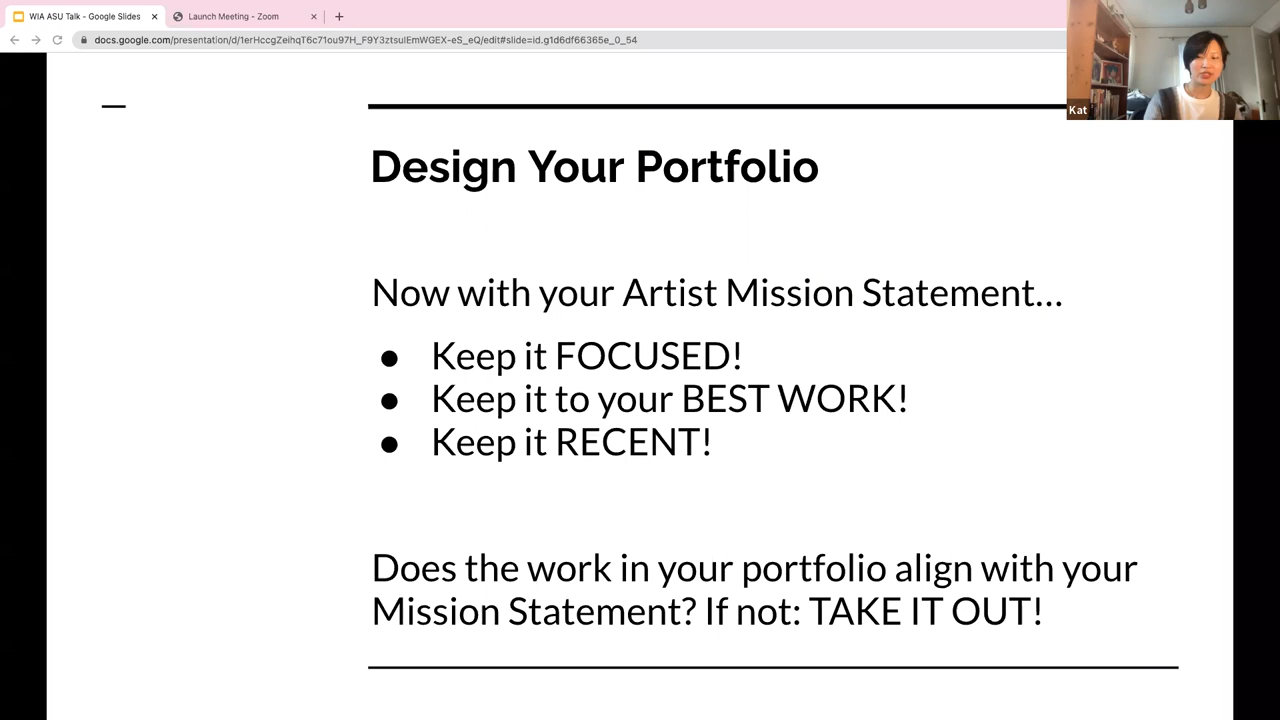 WIA ASU Talk - Google Slides
Launch Meeting - Zoom
docs.google.com/presentation/d/1erHccgZeihqT6c71ou97H_F9Y3ztsuIEmWGEX-eS_eQ/edit#slide=id.g1d6df66365e_0_54
Kat
Design Your Portfolio
Now with your Artist Mission Statement...
● Keep it FOCUSED!
● Keep it to your BEST WORK!
● Keep it RECENT!
Does the work in your portfolio align with your
Mission Statement? If not: TAKE IT OUT!